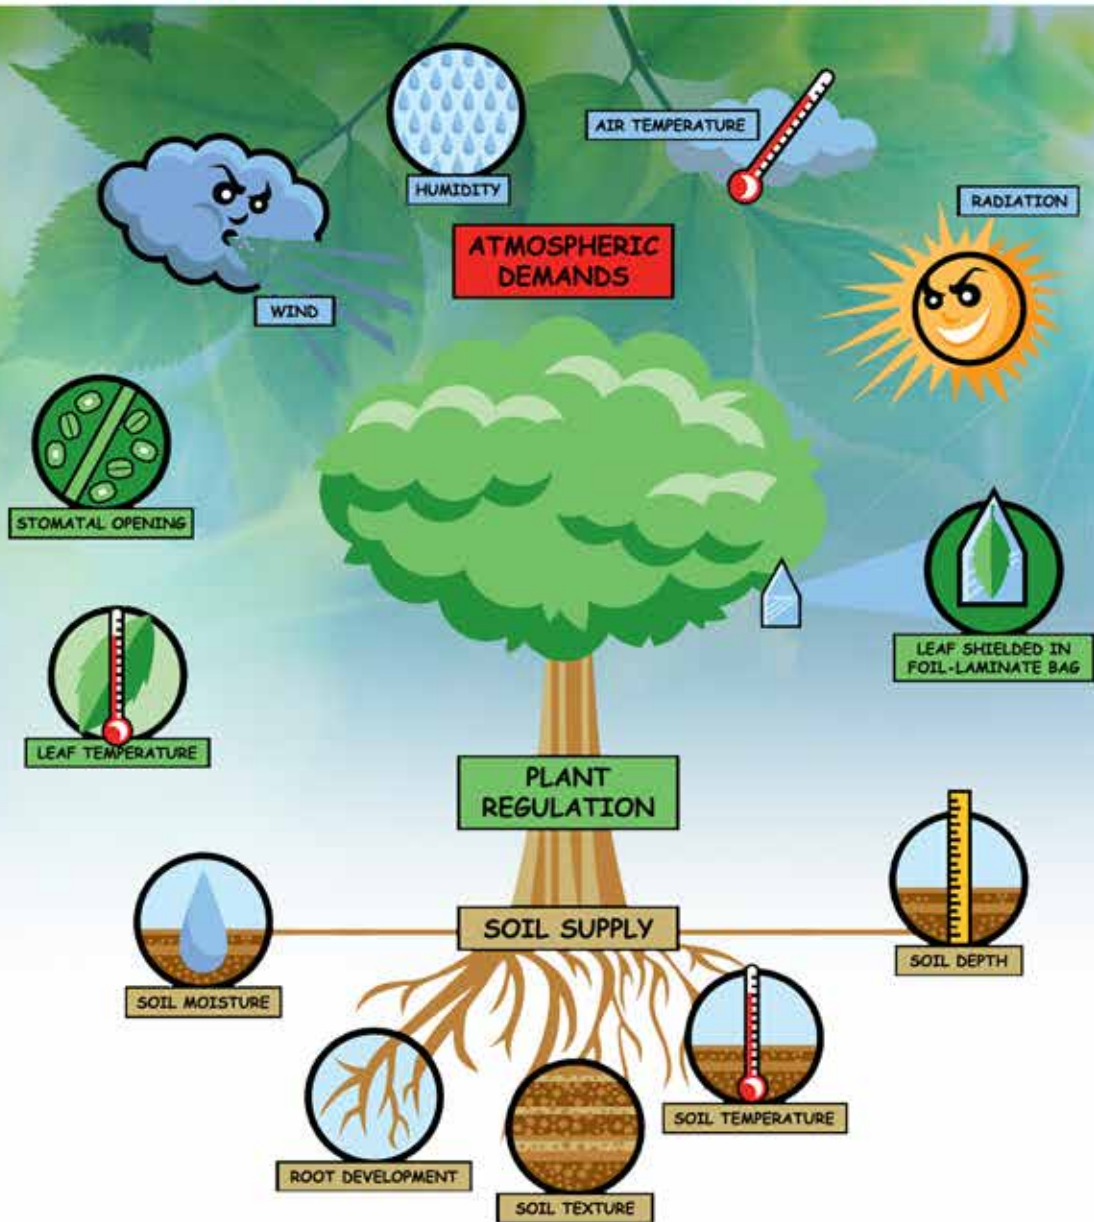 HUMIDITY
AIR TEMPERATURE
RADIATION
ATMOSPHERIC
DEMANDS
WIND
STOMATAL OPENING
LEAF SHIELDED IN
FOIL-LAMINATE BAG
LEAF TEMPERATURE
PLANT
REGULATION
SOIL SUPPLY
SOIL DEPTH
SOIL MOISTURE
SOIL TEMPERATURE
ROOT DEVELOPMENT
SOIL TEXTURE